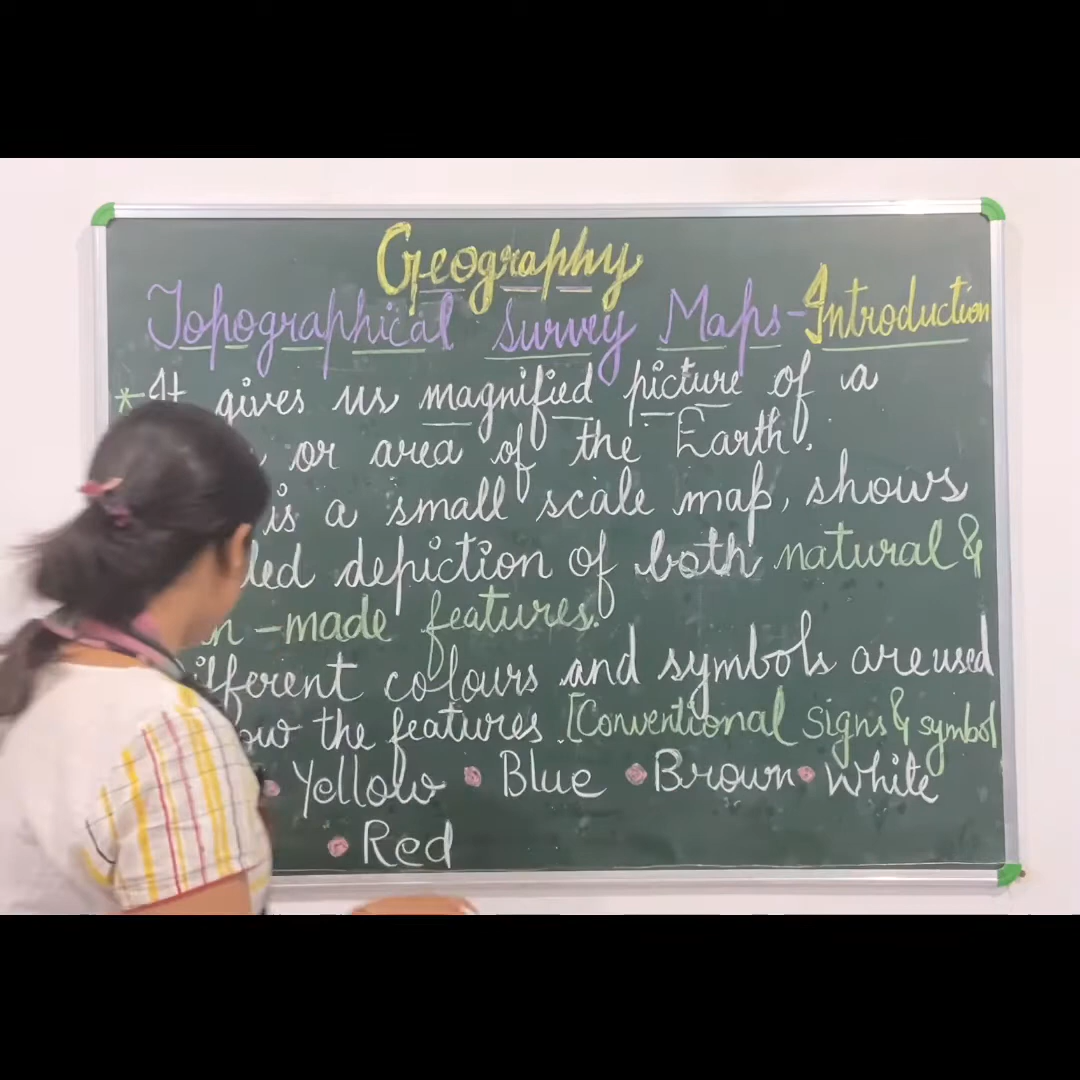 Geography
Topographical Survey Maps - Introduction
* It gives us magnified picture of a
or area of the Earth.
is a small scale map, shows
depiction of both natural &
-made features.
and symbols are used
the features. [Conventional Signs & symbol
• Yellow • Blue • Brown • White
• Red